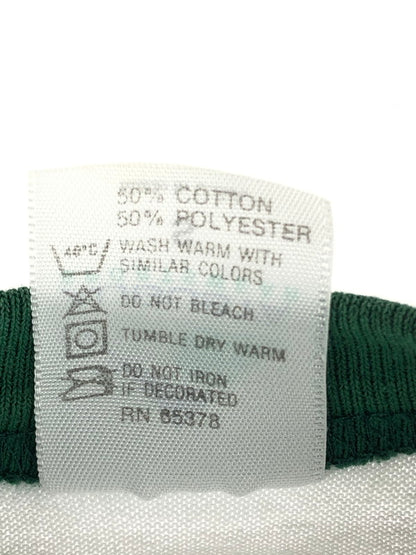 50% COTTON
50% POLYESTER
40°C WASH WARM WITH
SIMILAR COLORS
DO NOT BLEACH
TUMBLE DRY WARM
DO NOT IRON
IF DECORATED
RN 65378